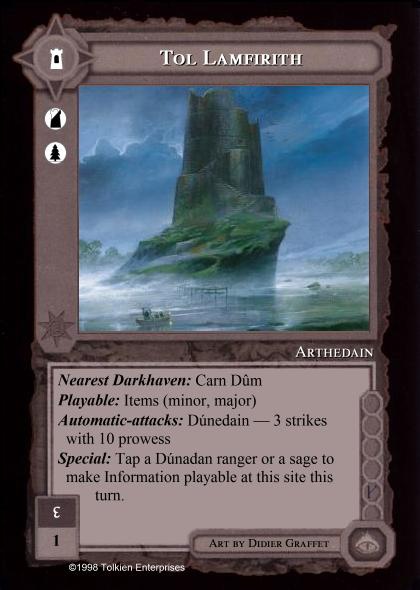 Tol Lamfirith
Arthedain
Nearest Darkhaven: Carn Dûm
Playable: Items (minor, major)
Automatic-attacks: Dúnedain — 3 strikes
with 10 prowess
Special: Tap a Dúnadan ranger or a sage to
make Information playable at this site this
turn.
ε
1
Art by Didier Graffet
©1998 Tolkien Enterprises